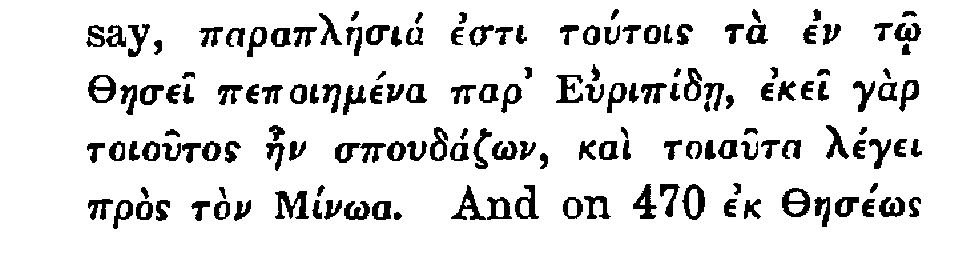 say, παραπλήσιά ἐστι τούτοις τὰ ἐν τῷ
Θησεῖ πεποιημένα παρ’ Εὐριπίδῃ, ἐκεῖ γὰρ
τοιοῦτος ἦν σπουδάζων, καὶ τοιαῦτα λέγει
πρὸς τὸν Μίνωα. And on 470 ἐκ Θησέως